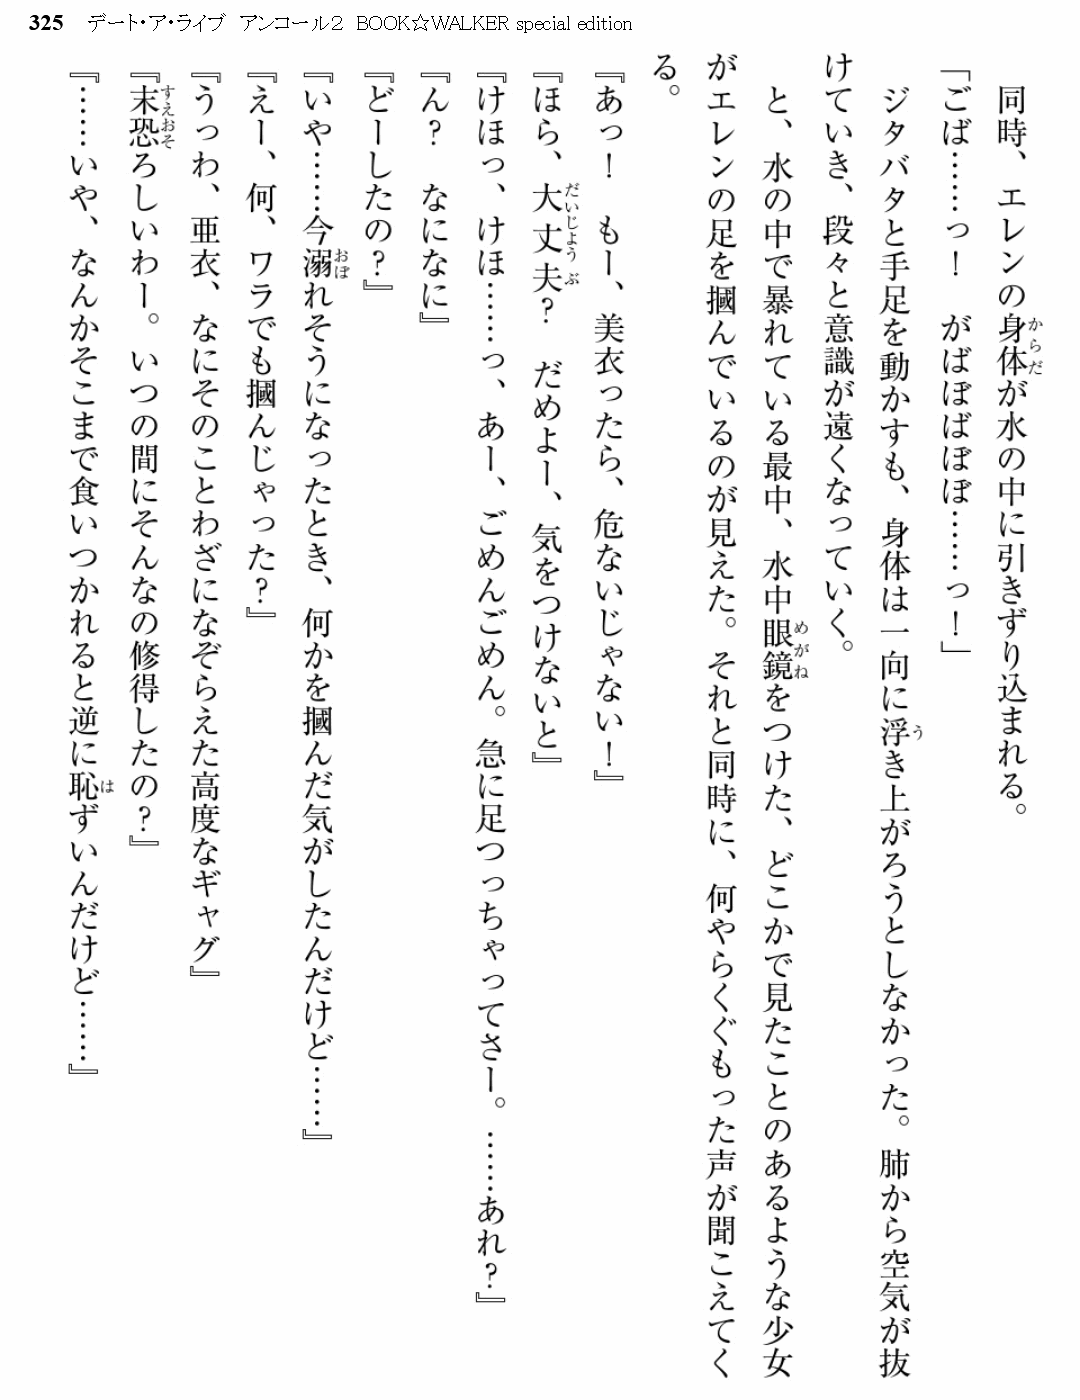 325 デート・ア・ライブ アンコール2 BOOK☆WALKER special edition
同時、エレンの身体が水の中に引きずり込まれる。
「ごば……っ！　がばぼばぼぼ……っ！」
ジタバタと手足を動かすも、身体は一向に浮き上がろうとしなかった。肺から空気が抜
けていき、段々と意識が遠くなっていく。
と、水の中で暴れている最中、水中眼鏡をつけた、どこかで見たことのあるような少女
がエレンの足を摑んでいるのが見えた。それと同時に、何やらくぐもった声が聞こえてく
る。
『あっ！　もー、美衣ったら、危ないじゃない！』
『ほら、大丈夫？　だめよー、気をつけないと』
『けほっ、けほ……っ、あー、ごめんごめん。急に足つっちゃってさー。……あれ？』
『ん？　なになに』
『どーしたの？』
『いや……今溺れそうになったとき、何かを摑んだ気がしたんだけど……』
『えー、何、ワラでも摑んじゃった？』
『うっわ、亜衣、なにそのことわざになぞらえた高度なギャグ』
『末恐ろしいわー。いつの間にそんなの修得したの？』
『……いや、なんかそこまで食いつかれると逆に恥ずいんだけど……』